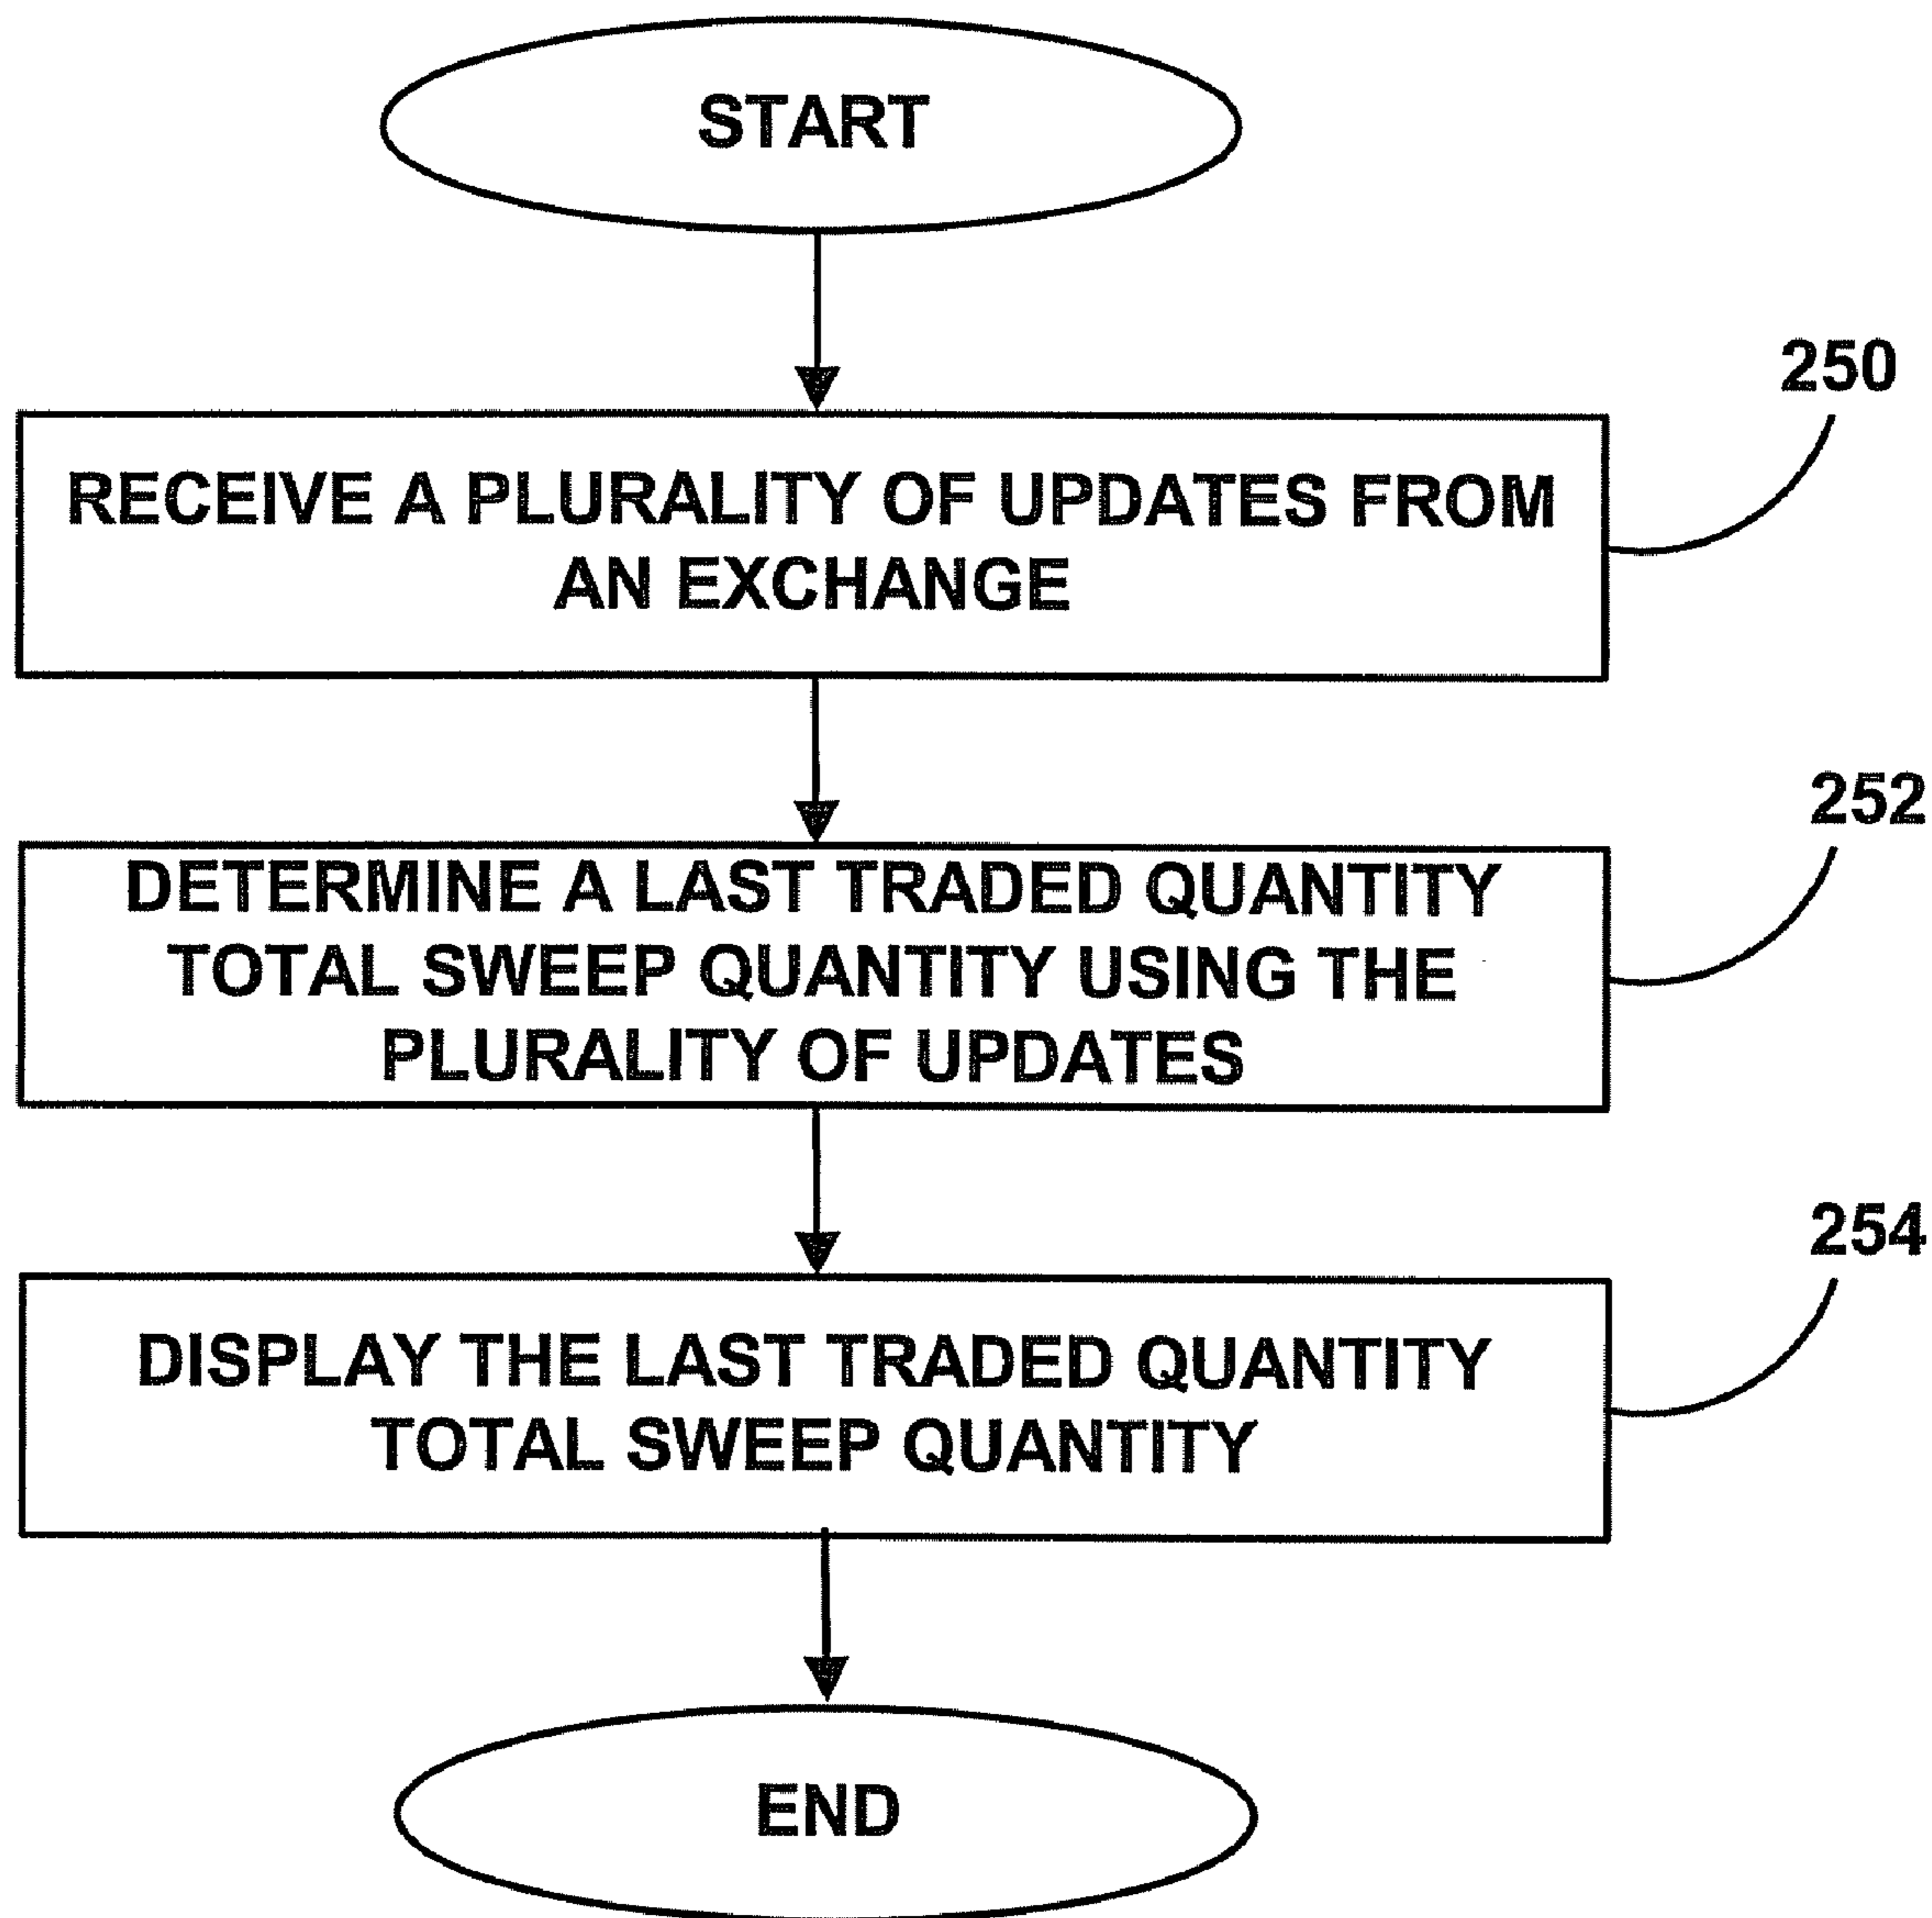 START
250
RECEIVE A PLURALITY OF UPDATES FROM
AN EXCHANGE
252
DETERMINE A LAST TRADED QUANTITY
TOTAL SWEEP QUANTITY USING THE
PLURALITY OF UPDATES
254
DISPLAY THE LAST TRADED QUANTITY
TOTAL SWEEP QUANTITY
END